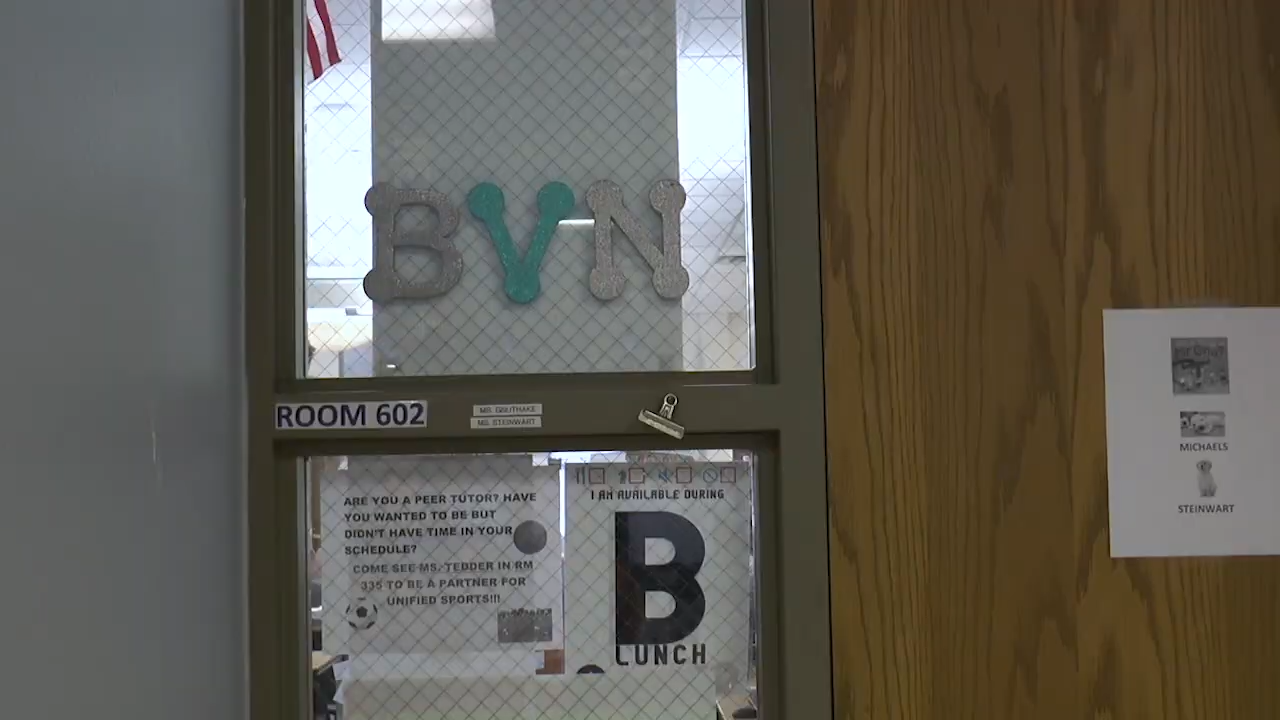 BVN
ROOM 602
MS. STEINWART
ARE YOU A PEER TUTOR? HAVE
YOU WANTED TO BE BUT
DIDN'T HAVE TIME IN YOUR
SCHEDULE?
COME SEE MS. TEDDER IN RM
335 TO BE A PARTNER FOR
UNIFIED SPORTS!!!
I AM AVAILABLE DURING
B
LUNCH
MICHAELS
STEINWART